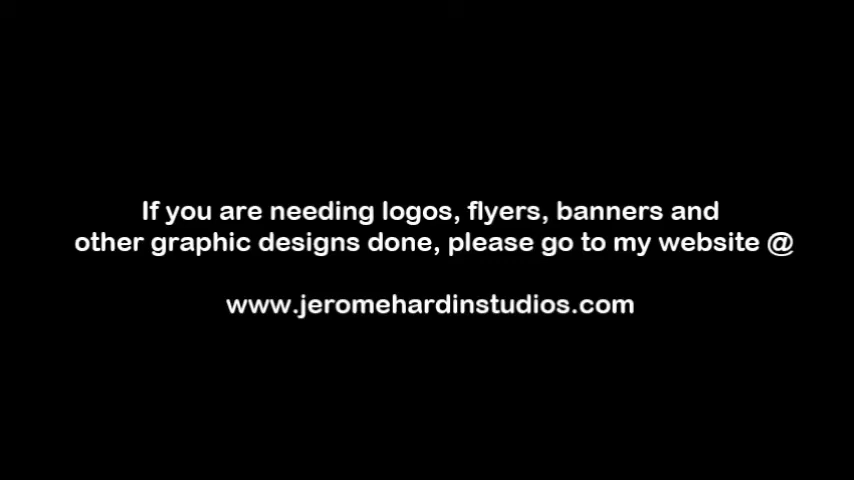 If you are needing logos, flyers, banners and
other graphic designs done, please go to my website @
www.jeromehardinstudios.com